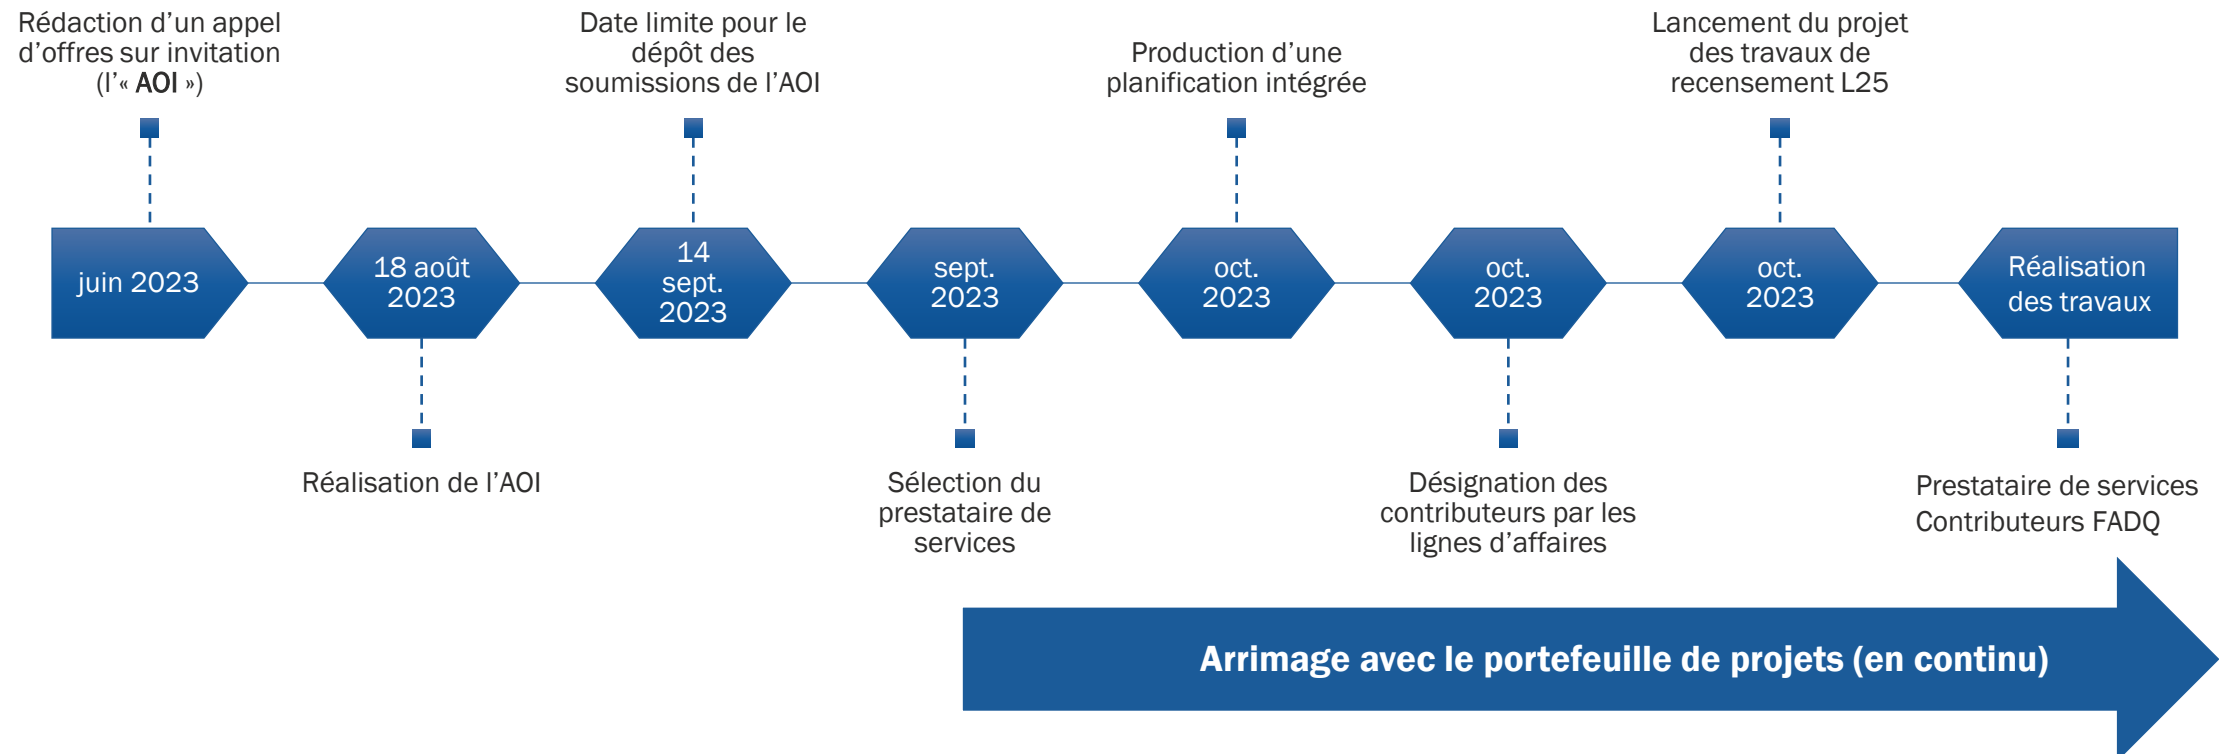 Rédaction d’un appel
d’offres sur invitation
(l’« AOI »)
Date limite pour le
dépôt des
soumissions de l’AOI
Production d’une
planification intégrée
Lancement du projet
des travaux de
recensement L25
juin 2023
18 août
2023
14
sept.
2023
sept.
2023
oct.
2023
oct.
2023
oct.
2023
Réalisation
des travaux
Réalisation de l’AOI
Sélection du
prestataire de
services
Désignation des
contributeurs par les
lignes d’affaires
Prestataire de services
Contributeurs FADQ
Arrimage avec le portefeuille de projets (en continu)